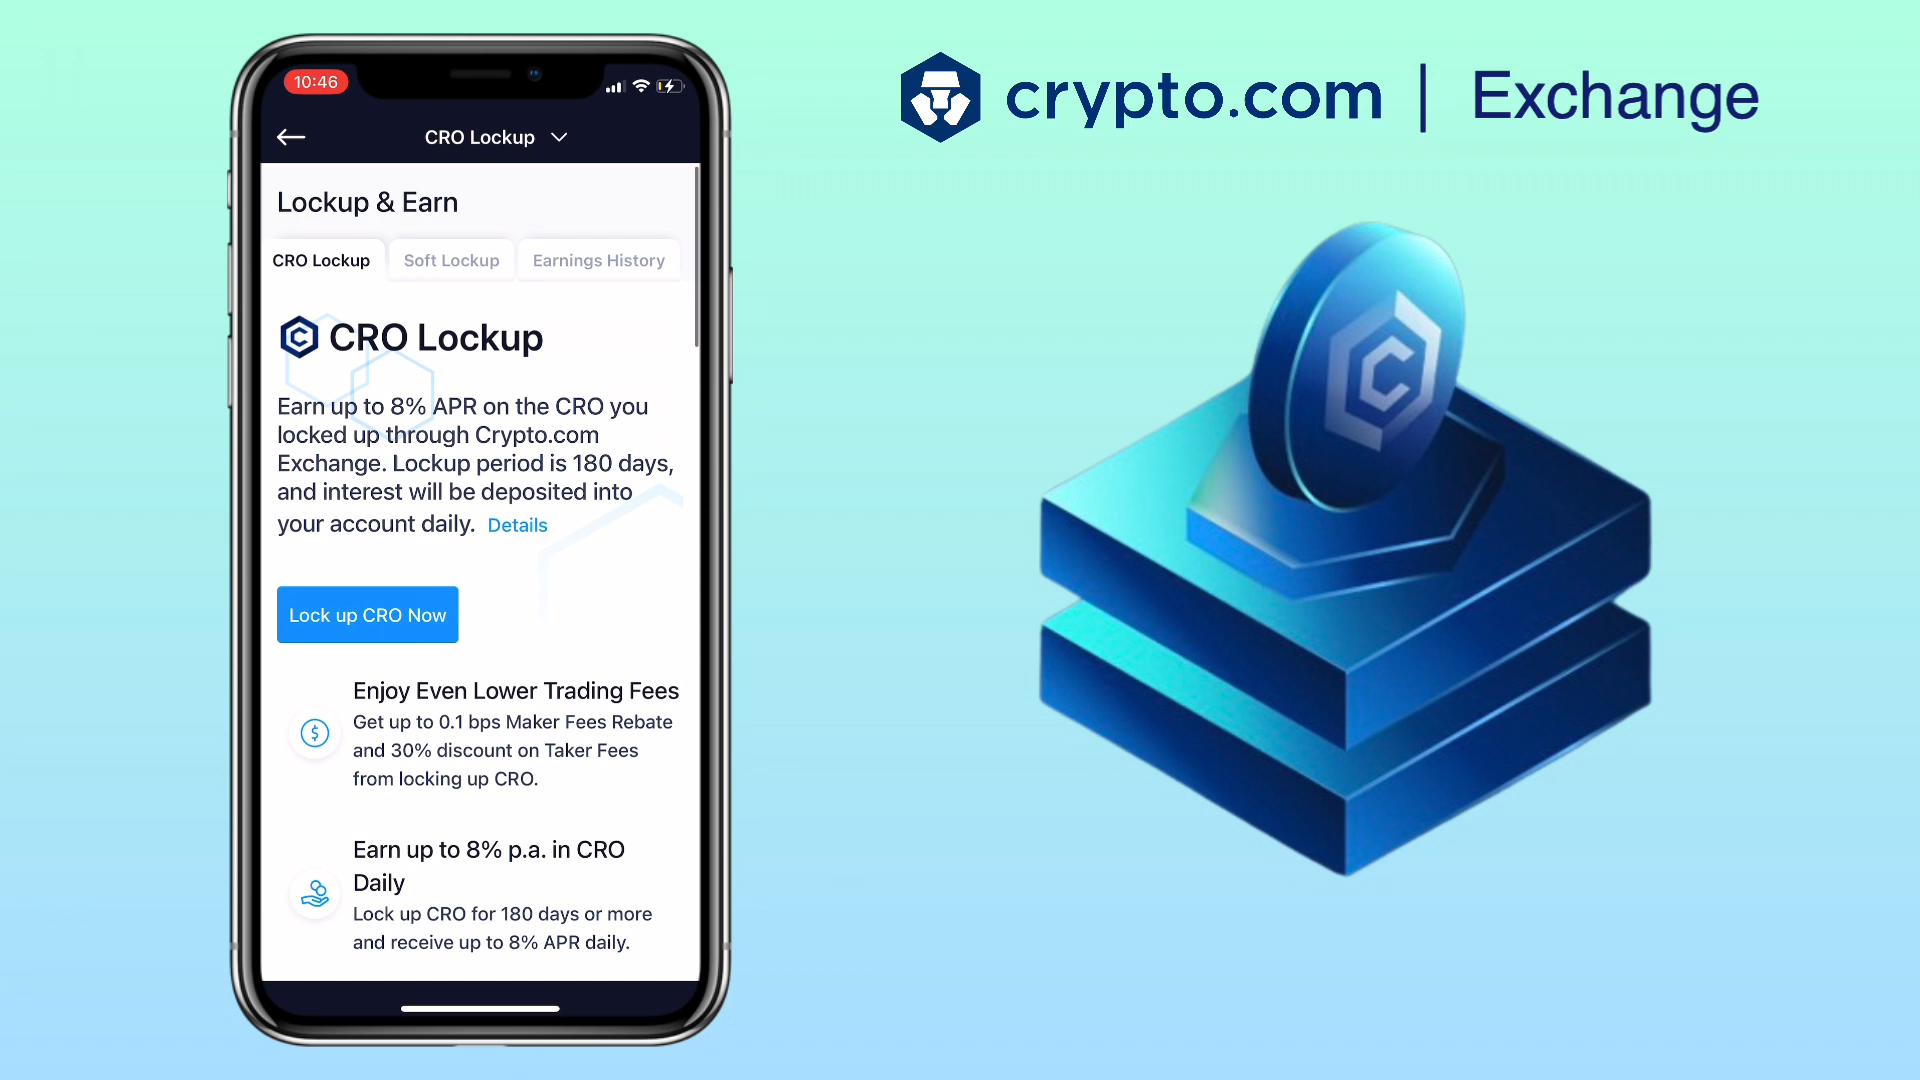 10:46
CRO Lockup
Lockup & Earn
CRO Lockup
Soft Lockup
Earnings History
CRO Lockup
Earn up to 8% APR on the CRO you
locked up through Crypto.com
Exchange. Lockup period is 180 days,
and interest will be deposited into
your account daily. Details
Lock up CRO Now
Enjoy Even Lower Trading Fees
Get up to 0.1 bps Maker Fees Rebate
and 30% discount on Taker Fees
from locking up CRO.
Earn up to 8% p.a. in CRO
Daily
Lock up CRO for 180 days or more
and receive up to 8% APR daily.
crypto.com | Exchange